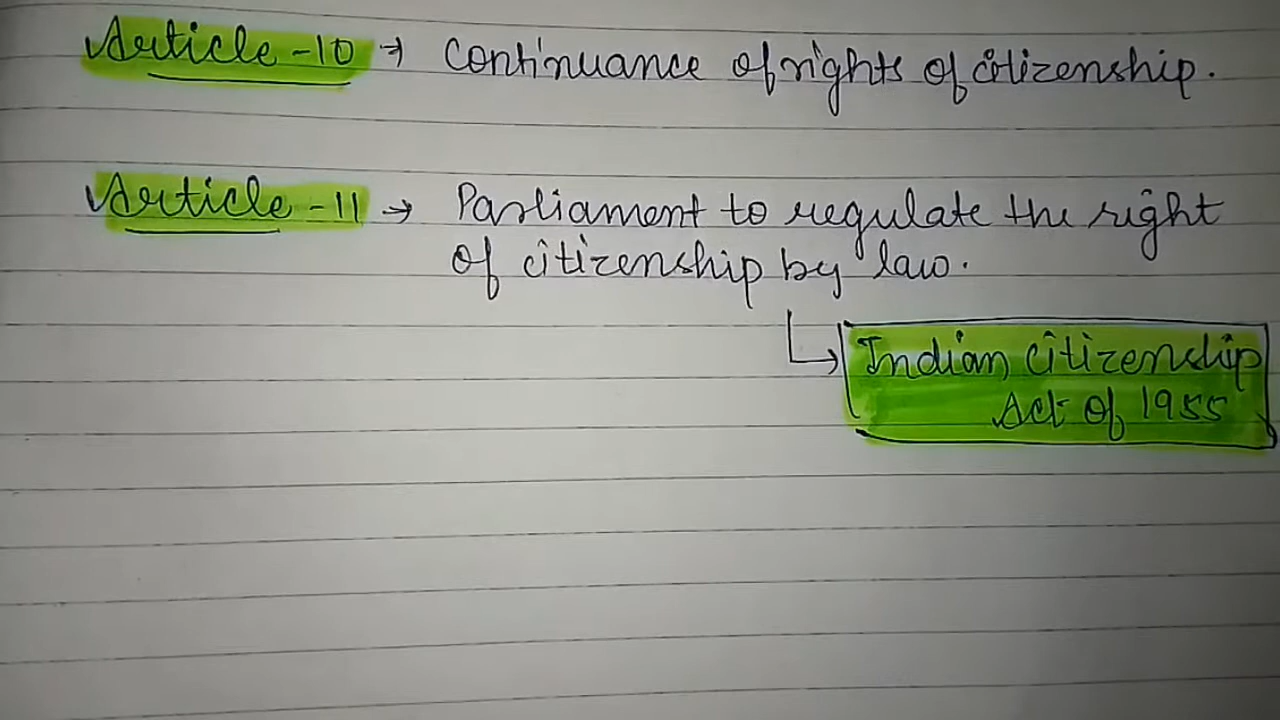 Article -10 → Continuance of rights of citizenship.
Article -11 → Parliament to regulate the right
of citizenship by law.
Indian citizenship
Act of 1955